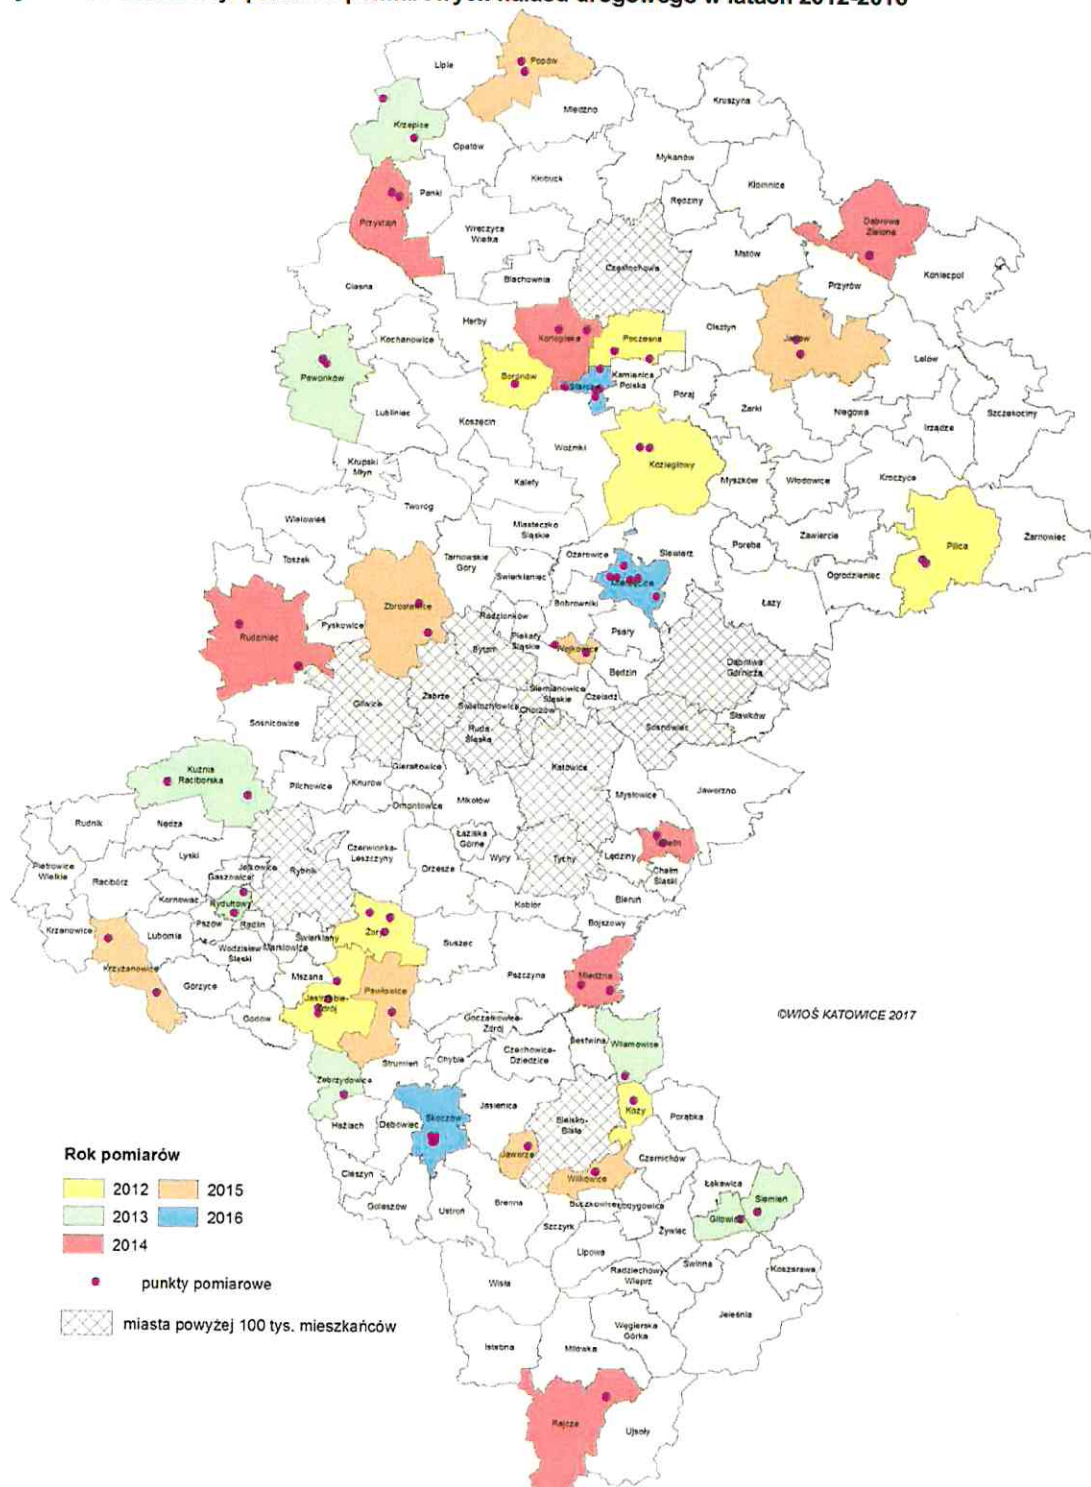 pomiarowych hałasu drogowego w latach 2012-2016
Lipie
Popów
Miedźno
Kruszyna
Krzepice
Opatów
Mykanów
Kłobuck
Kłomnice
Panki
Rędziny
Przystajń
Wręczyca
Wielka
Dąbrowa
Zielona
Mstów
Koniecpol
Częstochowa
Ciasna
Blachownia
Przyrów
Herby
Kochanowice
Konopiska
Poczesna
Olsztyn
Janów
Lelów
Pawonków
Boronów
Starcza
Kamienica
Polska
Poraj
Żarki
Niegowa
Szczekociny
Irządze
Lubliniec
Koszęcin
Woźniki
Koziegłowy
Krupski
Młyn
Kalety
Myszków
Włodowice
Kroczyce
Wielowieś
Tworóg
Miasteczko
Śląskie
Pilica
Żarnowiec
Zawiercie
Poręba
Ożarowice
Siewierz
Tarnowskie
Góry
Toszek
Świerklaniec
Mierzęcice
Ogrodzieniec
Łazy
Zbrosławice
Bobrowniki
Radzionków
Pyskowice
Rudziniec
Piekary
Śląskie
Wojkowice
Psary
Bytom
Będzin
Dąbrowa
Górnicza
Siemianowice
Śląskie
Czeladź
Zabrze
Gliwice
Świętochłowice
Chorzów
Ruda
Śląska
Sosnowiec
Sławków
Sośnicowice
Katowice
Gierałtowice
Kuźnia
Raciborska
Pilchowice
Knurów
Mysłowice
Jaworzno
Ornontowice
Mikołów
Rudnik
Nędza
Łaziska
Górne
Wyry
Tychy
Lędziny
Imielin
Chełm
Śląski
Lyski
Czerwionka-
Leszczyny
Orzesze
Pietrowice
Wielkie
Racibórz
Jejkowice
Gaszowice
Rybnik
Kornowac
Rydułtowy
Kobiór
Bieruń
Pszów
Radlin
Bojszowy
Krzanowice
Lubomia
Żory
Świerklany
Marklowice
Wodzisław
Śląski
Suszec
Krzyżanowice
Mszana
Pszczyna
Miedźna
Gorzyce
Pawłowice
Jastrzębie-
Zdrój
Godów
Goczałkowice-
Zdrój
©WIOŚ KATOWICE 2017
Bestwina
Wilamowice
Czechowice-
Dziedzice
Strumień
Chybie
Zebrzydowice
Jasienica
Kozy
Porąbka
Hażlach
Dębowiec
Skoczów
Bielsko-
Biała
Jaworze
Czernichów
Cieszyn
Wilkowice
Łękawica
Ślemień
Goleszów
Ustroń
Brenna
Buczkowice
Łodygowice
Gilowice
Szczyrk
Żywiec
Lipowa
Świnna
Koszarawa
Radziechowy-
Wieprz
Wisła
Jeleśnia
Węgierska
Górka
Istebna
Milówka
Rajcza
Ujsoły
Rok pomiarów
2012 2015
2013 2016
2014
punkty pomiarowe
miasta powyżej 100 tys. mieszkańców